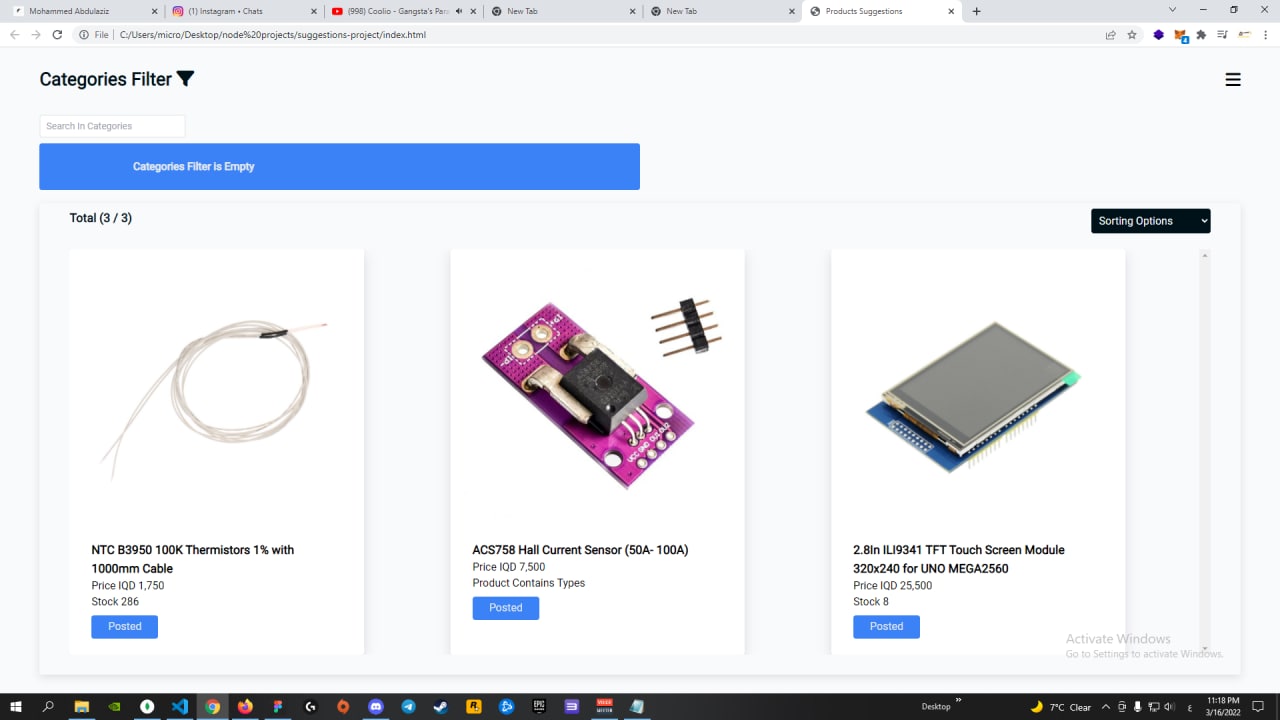 Mohammed Abdulaziz
(1) Instagram • Chats
(998) Coolio - Gangsta's Para
New Tab
New Tab
Products Suggestions
File
C:/Users/micro/Desktop/node%20projects/suggestions-project/index.html
Categories Filter
Search In Categories
Categories Filter is Empty
Total (3 / 3)
Sorting Options
NTC B3950 100K Thermistors 1% with
1000mm Cable
Price IQD 1,750
Stock 286
Posted
ACS758 Hall Current Sensor (50A- 100A)
Price IQD 7,500
Product Contains Types
Posted
2.8In ILI9341 TFT Touch Screen Module
320x240 for UNO MEGA2560
Price IQD 25,500
Stock 8
Posted
VCC GND OUT OUT2
Activate Windows
Go to Settings to activate Windows.
EPIC
Desktop
7°C Clear
ع
11:18 PM
3/16/2022